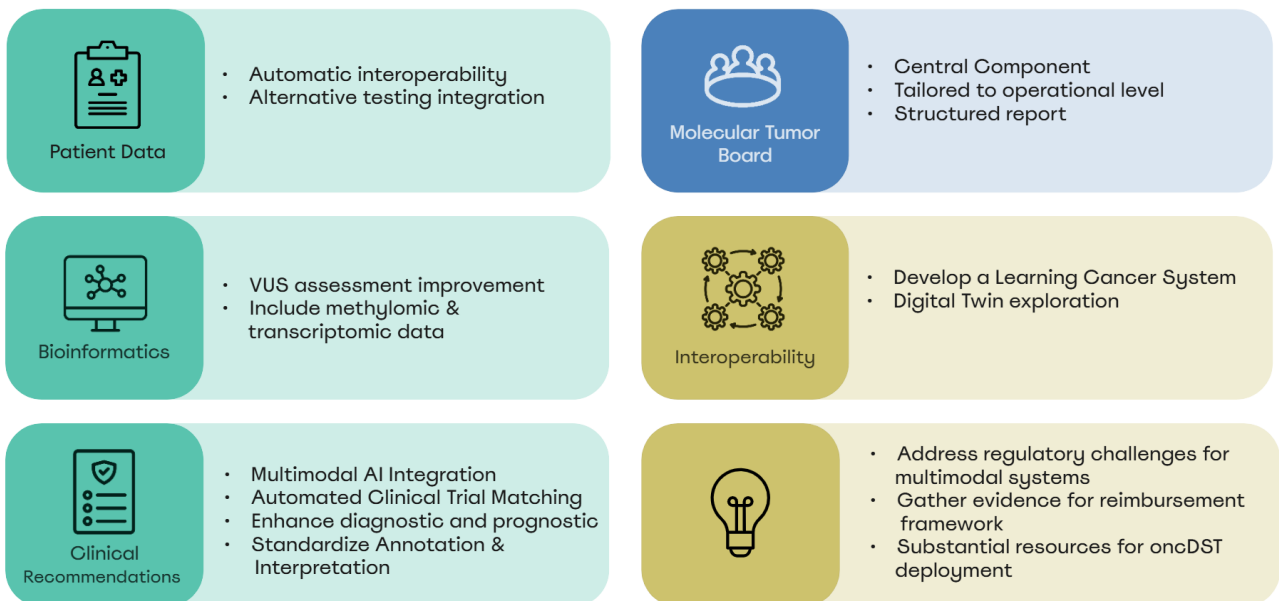 Patient Data
• Automatic interoperability
• Alternative testing integration
Molecular Tumor
Board
• Central Component
• Tailored to operational level
• Structured report
Bioinformatics
• VUS assessment improvement
• Include methylomic &
transcriptomic data
Interoperability
• Develop a Learning Cancer System
• Digital Twin exploration
Clinical
Recommendations
• Multimodal AI Integration
• Automated Clinical Trial Matching
• Enhance diagnostic and prognostic
• Standardize Annotation &
Interpretation
• Address regulatory challenges for
multimodal systems
• Gather evidence for reimbursement
framework
• Substantial resources for oncDST
deployment